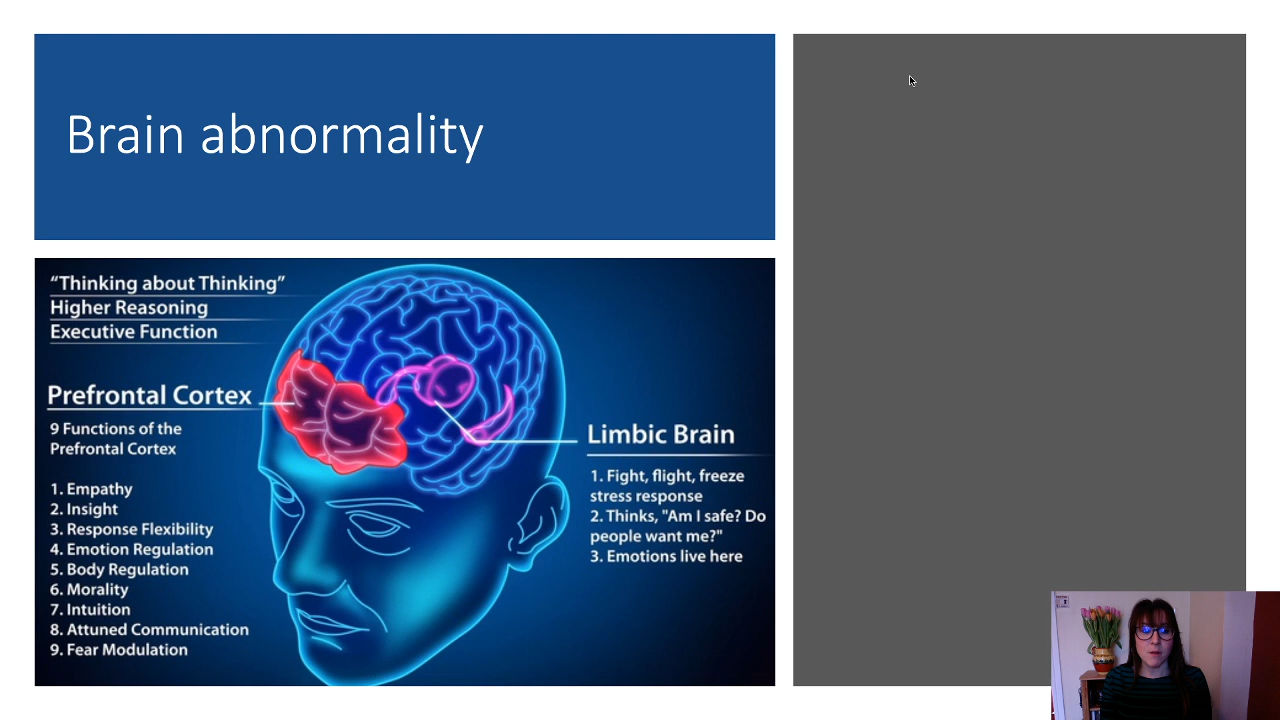 Brain abnormality
“Thinking about Thinking”
Higher Reasoning
Executive Function
Prefrontal Cortex
9 Functions of the
Prefrontal Cortex
1. Empathy
2. Insight
3. Response Flexibility
4. Emotion Regulation
5. Body Regulation
6. Morality
7. Intuition
8. Attuned Communication
9. Fear Modulation
Limbic Brain
1. Fight, flight, freeze
stress response
2. Thinks, "Am I safe? Do
people want me?"
3. Emotions live here